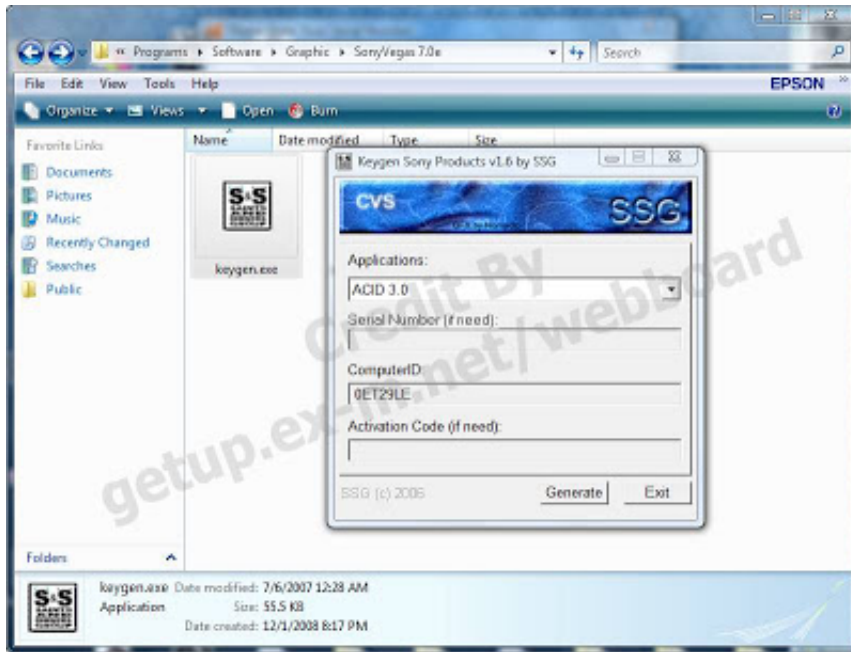 « Programs ▸ Software ▸ Graphic ▸ SonyVegas 7.0e
Search
File Edit View Tools Help
EPSON »
Organize Views Open Burn
Favorite Links
Documents
Pictures
Music
Recently Changed
Searches
Public
Folders
Name Date modified Type Size
S&S
keygen.exe
Keygen Sony Products v1.6 by SSG
CVS
SSG
Applications:
ACID 3.0
Serial Number (if need):
ComputerID:
0ET29LE
Activation Code (if need):
SSG (c) 2006
Generate Exit
Credit By
getup.ex-m.net/webboard
S&S
keygen.exe Date modified: 7/6/2007 12:28 AM
Application Size: 55.5 KB
Date created: 12/1/2008 8:17 PM